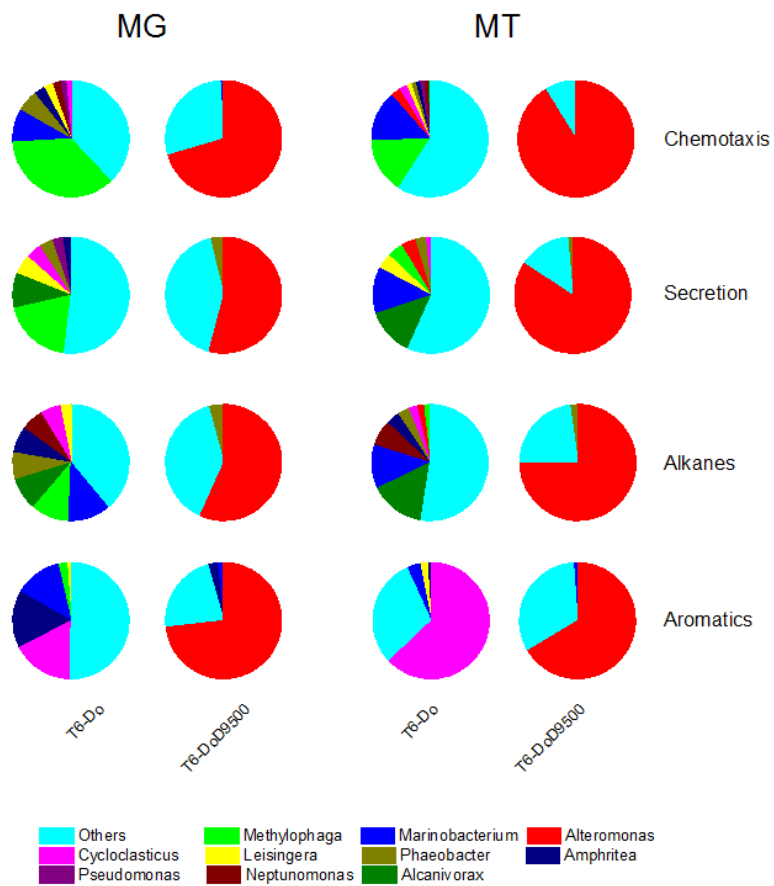 MG MT
Chemotaxis
Secretion
Alkanes
Aromatics
T6-Do T6-DoD9500 T6-Do T6-DoD9500
Others Methylophaga Marinobacterium Alteromonas
Cycloclasticus Leisingera Phaeobacter Amphritea
Pseudomonas Neptunomonas Alcanivorax